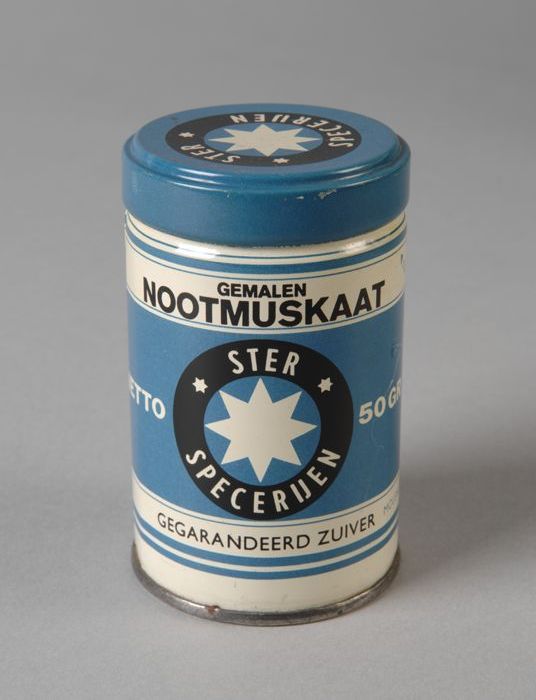 STER SPECERIJEN
GEMALEN
NOOTMUSKAAT
STER
SPECERIJEN
GEGARANDEERD ZUIVER